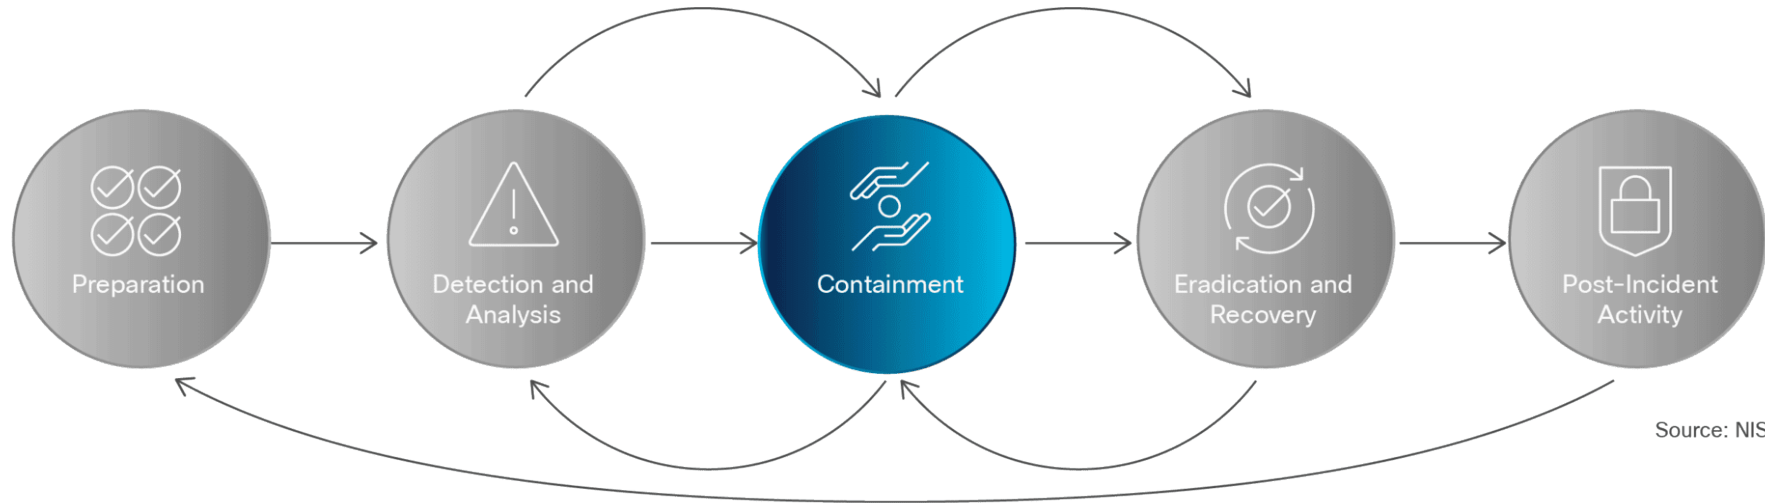 Preparation
Detection and
Analysis
Containment
Eradication and
Recovery
Post-Incident
Activity
Source: NIS